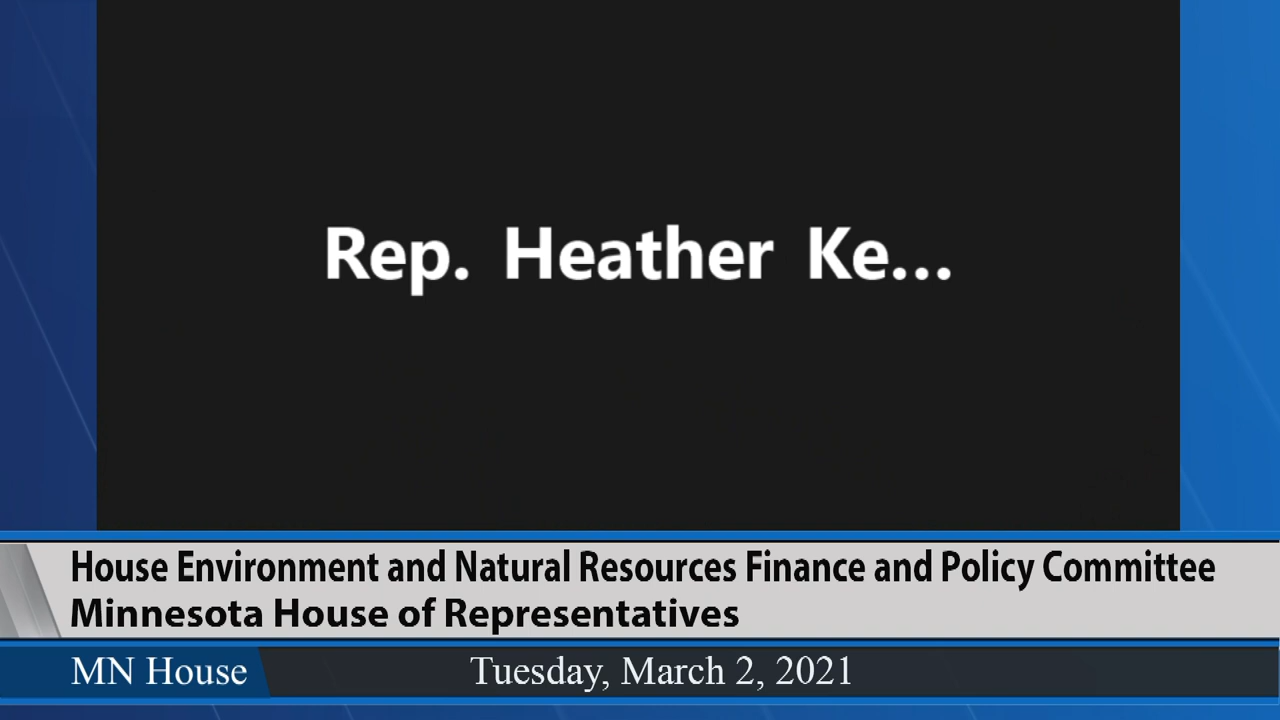 Rep. Heather Ke...
House Environment and Natural Resources Finance and Policy Committee
Minnesota House of Representatives
MN House Tuesday, March 2, 2021